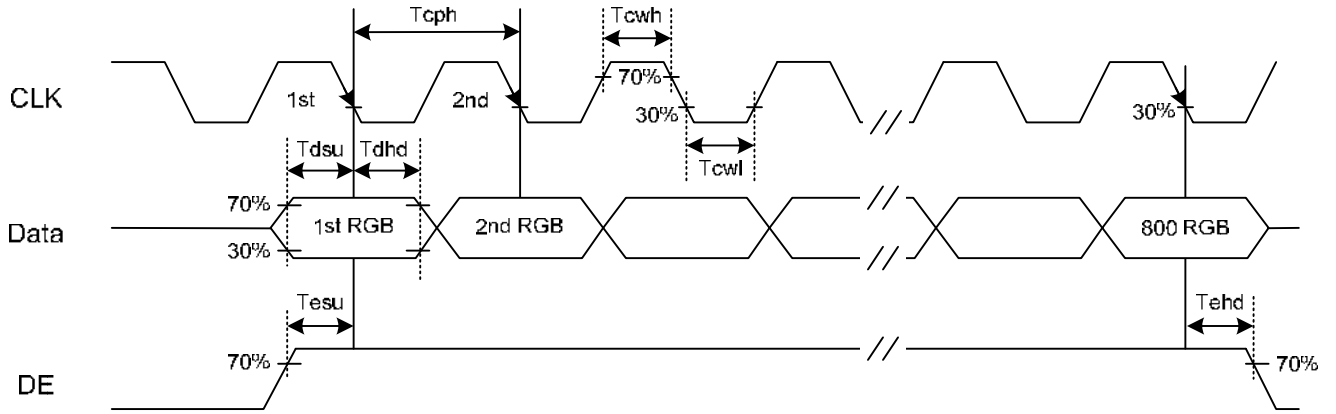 Tcph
Tcwh
CLK
1st
2nd
70%
30%
30%
Tdsu
Tdhd
Tcwl
70%
Data
1st RGB
2nd RGB
800 RGB
30%
Tesu
Tehd
70%
70%
DE